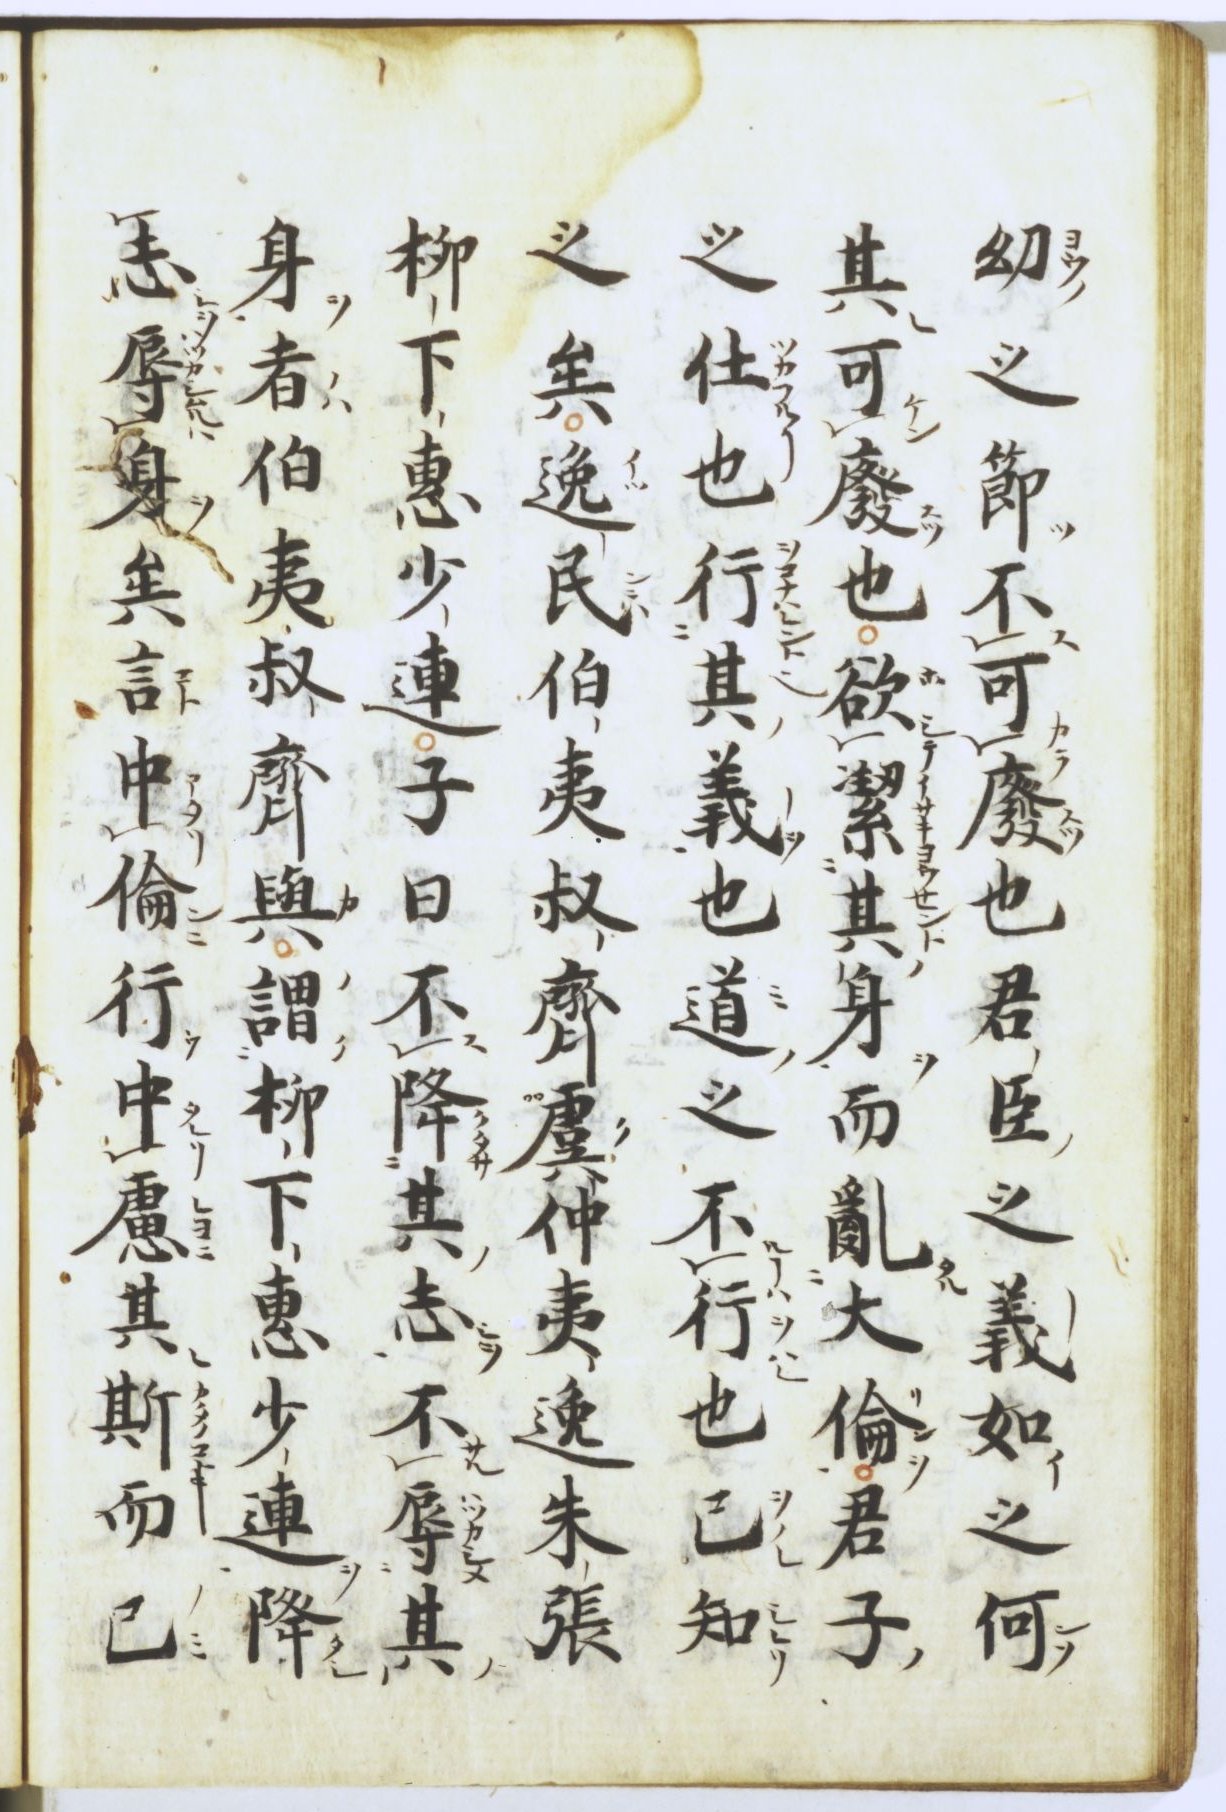 幼之節不可廢也君臣之義如之何
其可廢也欲潔其身而亂大倫君子
之仕也行其義也道之不行也已知
之矣逸民伯夷叔齊虞仲夷逸朱張
柳下惠少連子曰不降其志不辱其
身者伯夷叔齊與謂柳下惠少連降
志辱身矣言中倫行中慮其斯而已